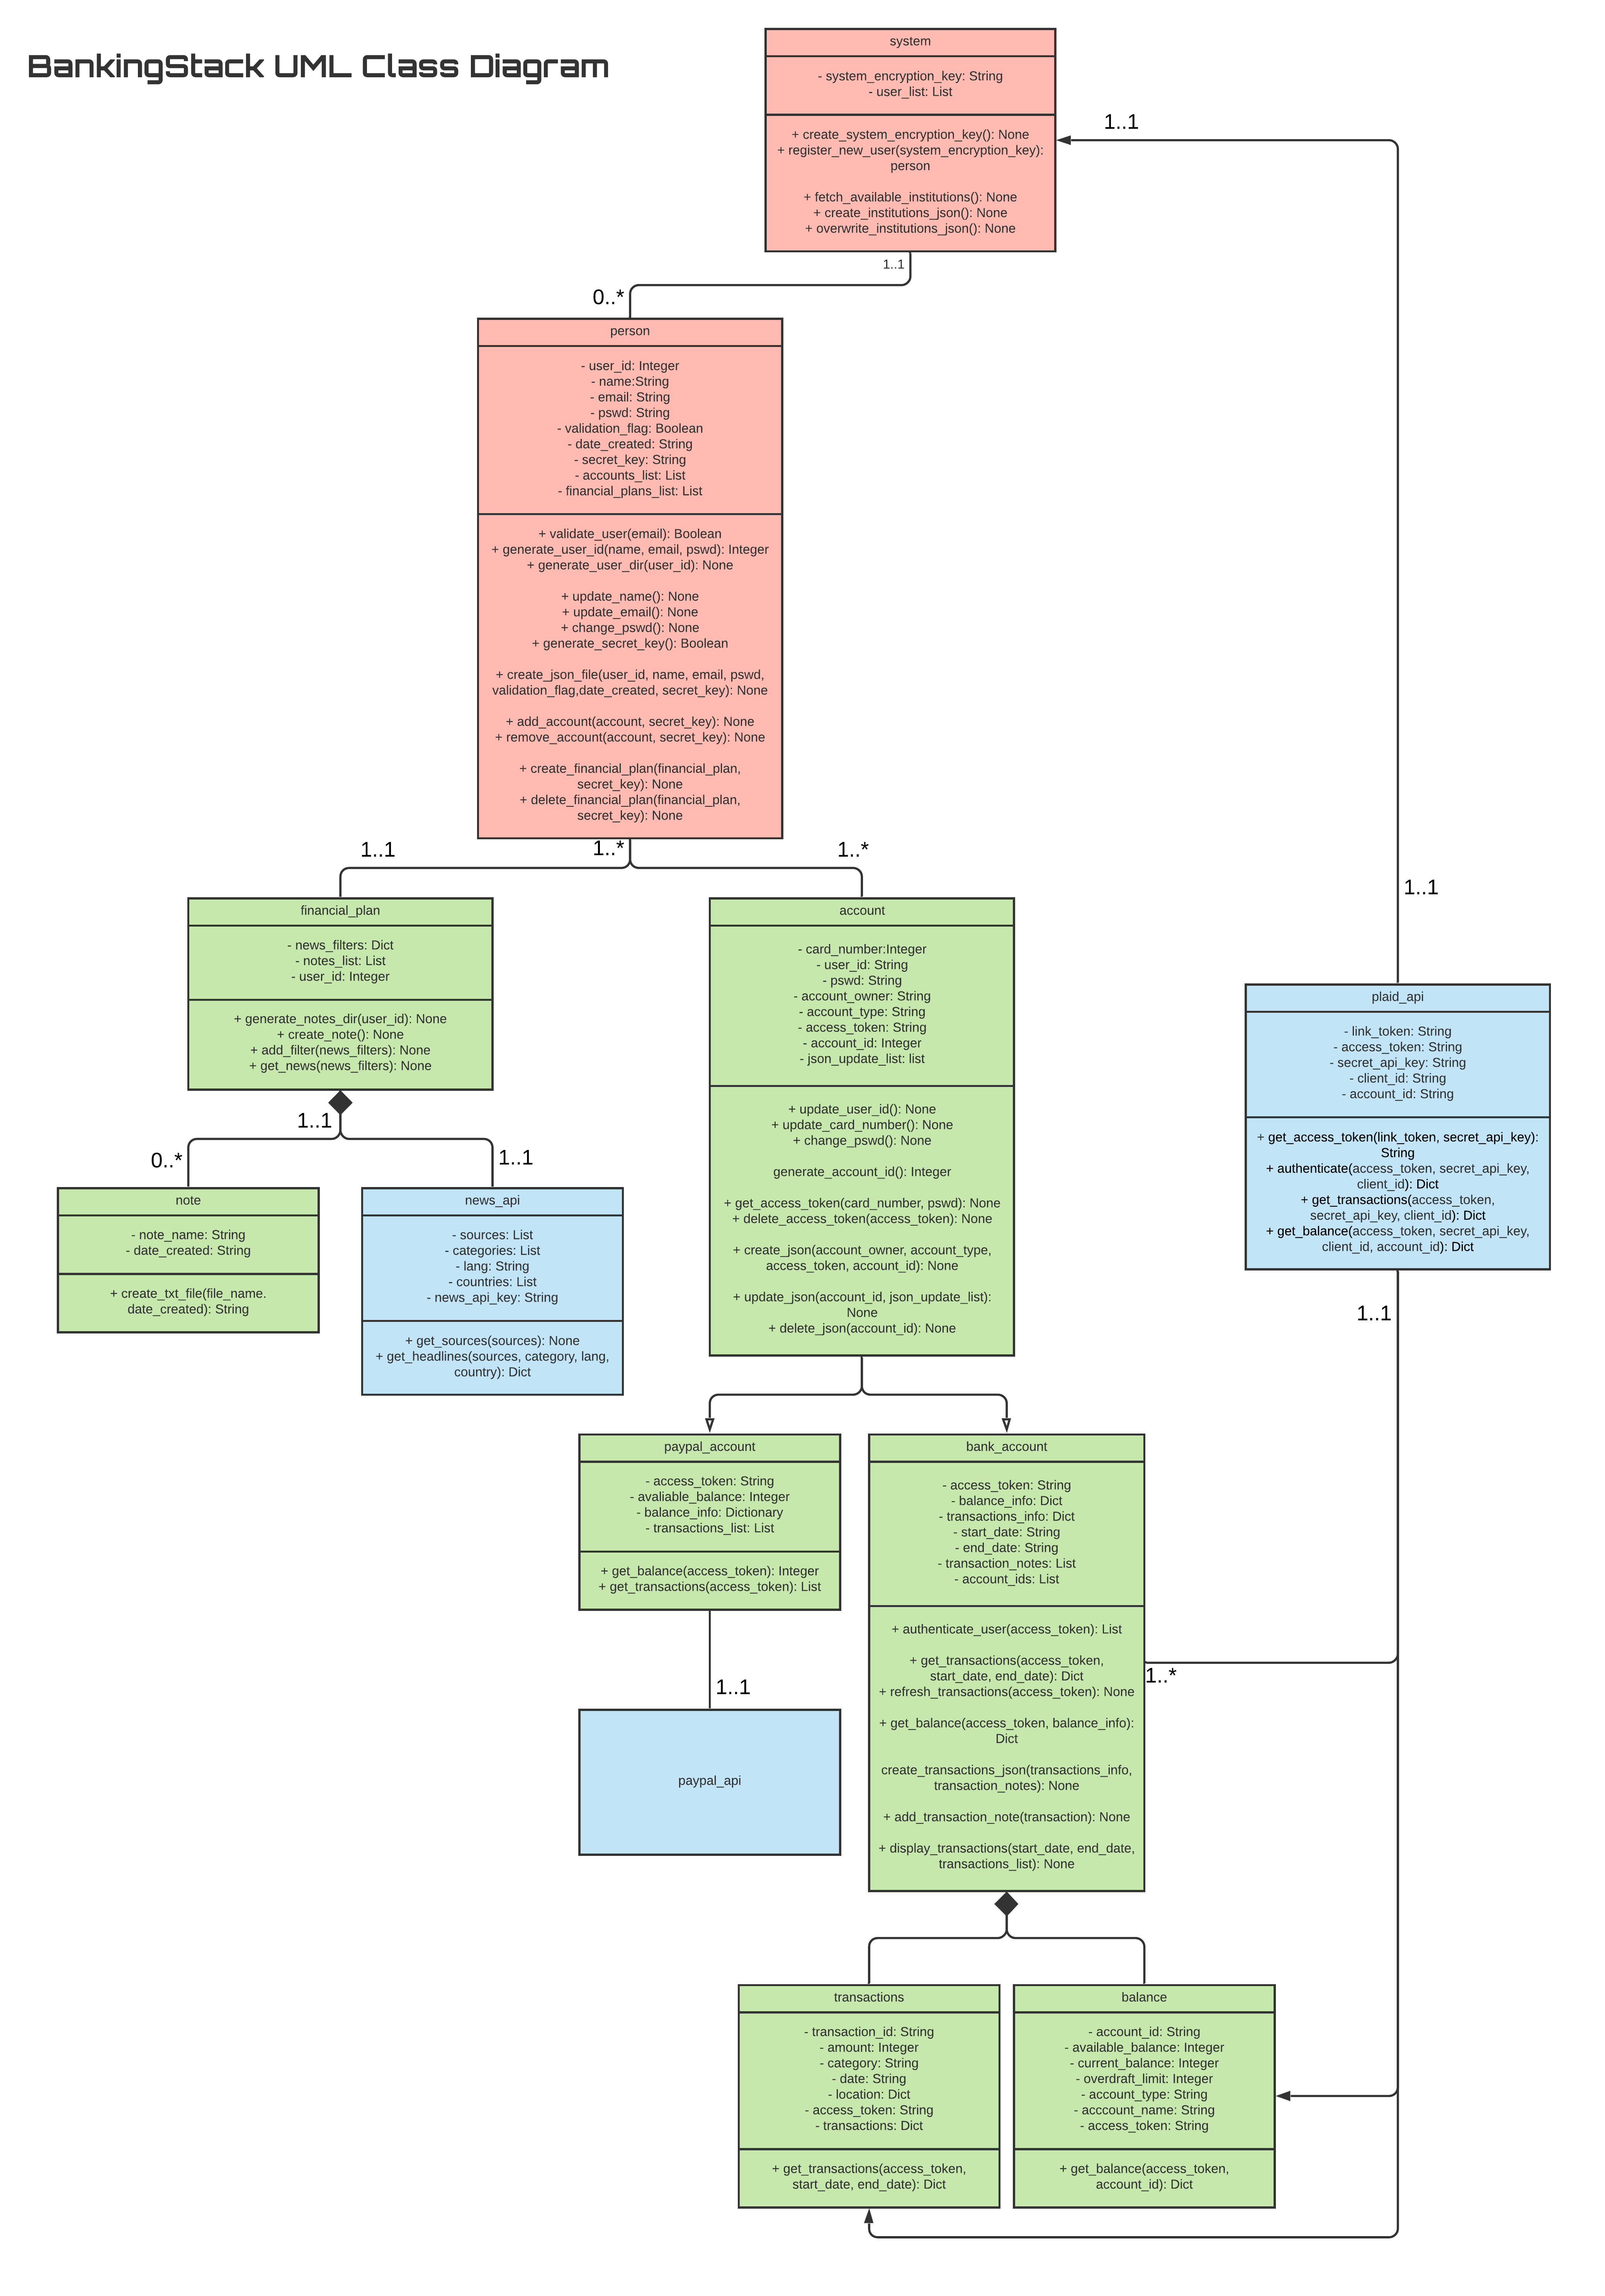 BankingStack UML Class Diagram
system
- system_encryption_key: String
- user_list: List
+ create_system_encryption_key(): None
+ register_new_user(system_encryption_key):
person
+ fetch_available_institutions(): None
+ create_institutions_json(): None
+ overwrite_institutions_json(): None
1..1
1..1
0..*
person
- user_id: Integer
- name:String
- email: String
- pswd: String
- validation_flag: Boolean
- date_created: String
- secret_key: String
- accounts_list: List
- financial_plans_list: List
+ validate_user(email): Boolean
+ generate_user_id(name, email, pswd): Integer
+ generate_user_dir(user_id): None
+ update_name(): None
+ update_email(): None
+ change_pswd(): None
+ generate_secret_key(): Boolean
+ create_json_file(user_id, name, email, pswd,
validation_flag,date_created, secret_key): None
+ add_account(account, secret_key): None
+ remove_account(account, secret_key): None
+ create_financial_plan(financial_plan,
secret_key): None
+ delete_financial_plan(financial_plan,
secret_key): None
1..1
1..*
1..*
1..1
financial_plan
- news_filters: Dict
- notes_list: List
- user_id: Integer
+ generate_notes_dir(user_id): None
+ create_note(): None
+ add_filter(news_filters): None
+ get_news(news_filters): None
account
- card_number:Integer
- user_id: String
- pswd: String
- account_owner: String
- account_type: String
- access_token: String
- account_id: Integer
- json_update_list: list
+ update_user_id(): None
+ update_card_number(): None
+ change_pswd(): None
generate_account_id(): Integer
+ get_access_token(card_number, pswd): None
+ delete_access_token(access_token): None
+ create_json(account_owner, account_type,
access_token, account_id): None
+ update_json(account_id, json_update_list):
None
+ delete_json(account_id): None
plaid_api
- link_token: String
- access_token: String
- secret_api_key: String
- client_id: String
- account_id: String
+ get_access_token(link_token, secret_api_key):
String
+ authenticate(access_token, secret_api_key,
client_id): Dict
+ get_transactions(access_token,
secret_api_key, client_id): Dict
+ get_balance(access_token, secret_api_key,
client_id, account_id): Dict
1..1
0..*
1..1
1..1
note
- note_name: String
- date_created: String
+ create_txt_file(file_name.
date_created): String
news_api
- sources: List
- categories: List
- lang: String
- countries: List
- news_api_key: String
+ get_sources(sources): None
+ get_headlines(sources, category, lang,
country): Dict
paypal_account
- access_token: String
- avaliable_balance: Integer
- balance_info: Dictionary
- transactions_list: List
+ get_balance(access_token): Integer
+ get_transactions(access_token): List
1..1
paypal_api
bank_account
- access_token: String
- balance_info: Dict
- transactions_info: Dict
- start_date: String
- end_date: String
- transaction_notes: List
- account_ids: List
+ authenticate_user(access_token): List
+ get_transactions(access_token,
start_date, end_date): Dict
+ refresh_transactions(access_token): None
+ get_balance(access_token, balance_info):
Dict
create_transactions_json(transactions_info,
transaction_notes): None
+ add_transaction_note(transaction): None
+ display_transactions(start_date, end_date,
transactions_list): None
1..*
transactions
- transaction_id: String
- amount: Integer
- category: String
- date: String
- location: Dict
- access_token: String
- transactions: Dict
+ get_transactions(access_token,
start_date, end_date): Dict
balance
- account_id: String
- available_balance: Integer
- current_balance: Integer
- overdraft_limit: Integer
- account_type: String
- acccount_name: String
- access_token: String
+ get_balance(access_token,
account_id): Dict